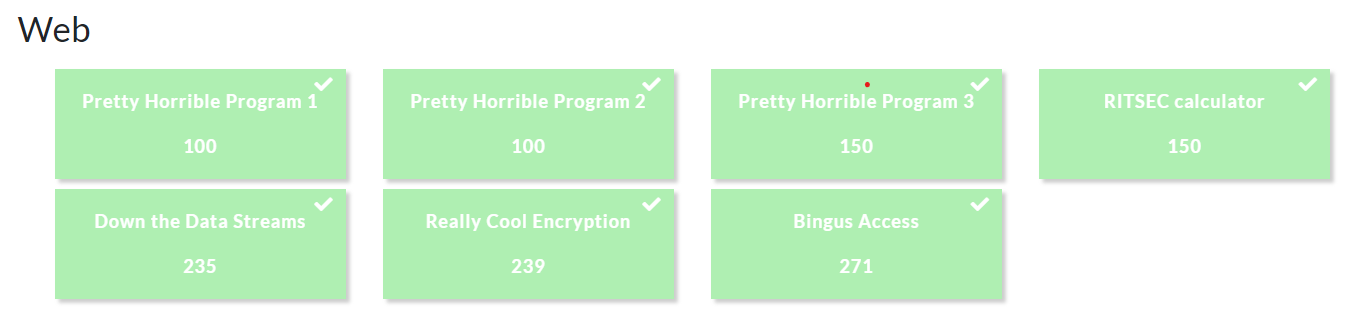 Web
Pretty Horrible Program 1
100
Pretty Horrible Program 2
100
Pretty Horrible Program 3
150
RITSEC calculator
150
Down the Data Streams
235
Really Cool Encryption
239
Bingus Access
271